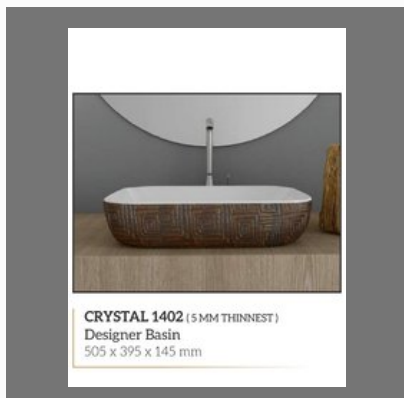 CRYSTAL 1402 ( 5 MM THINNEST )
Designer Basin
505 x 395 x 145 mm